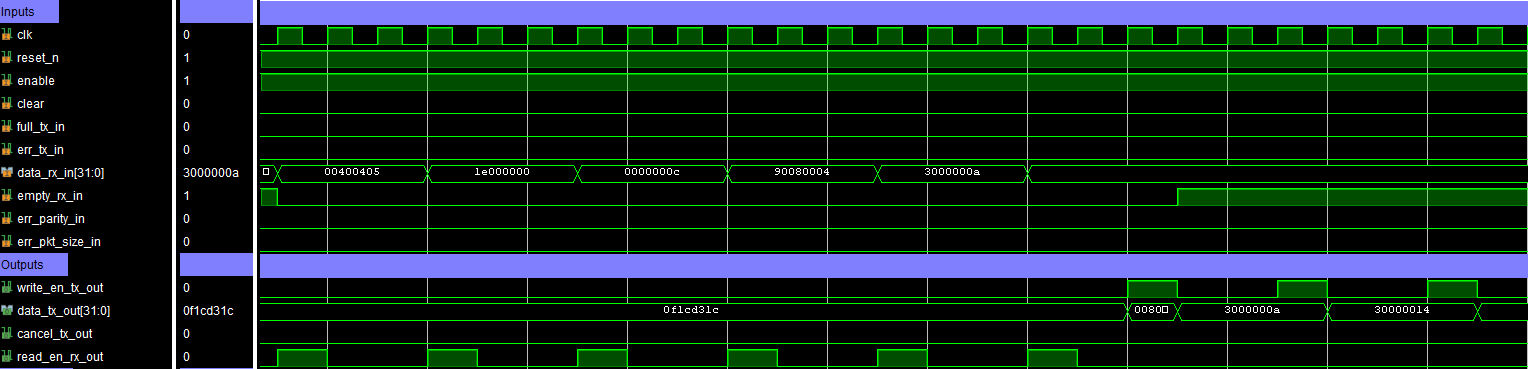 Inputs
clk 0
reset_n 1
enable 1
clear 0
full_tx_in 0
err_tx_in 0
data_rx_in[31:0] 3000000a 00400405 1e000000 0000000c 90080004 3000000a
empty_rx_in 1
err_parity_in 0
err_pkt_size_in 0
Outputs
write_en_tx_out 0
data_tx_out[31:0] 0f1cd31c 0f1cd31c 0080□ 3000000a 30000014
cancel_tx_out 0
read_en_rx_out 0